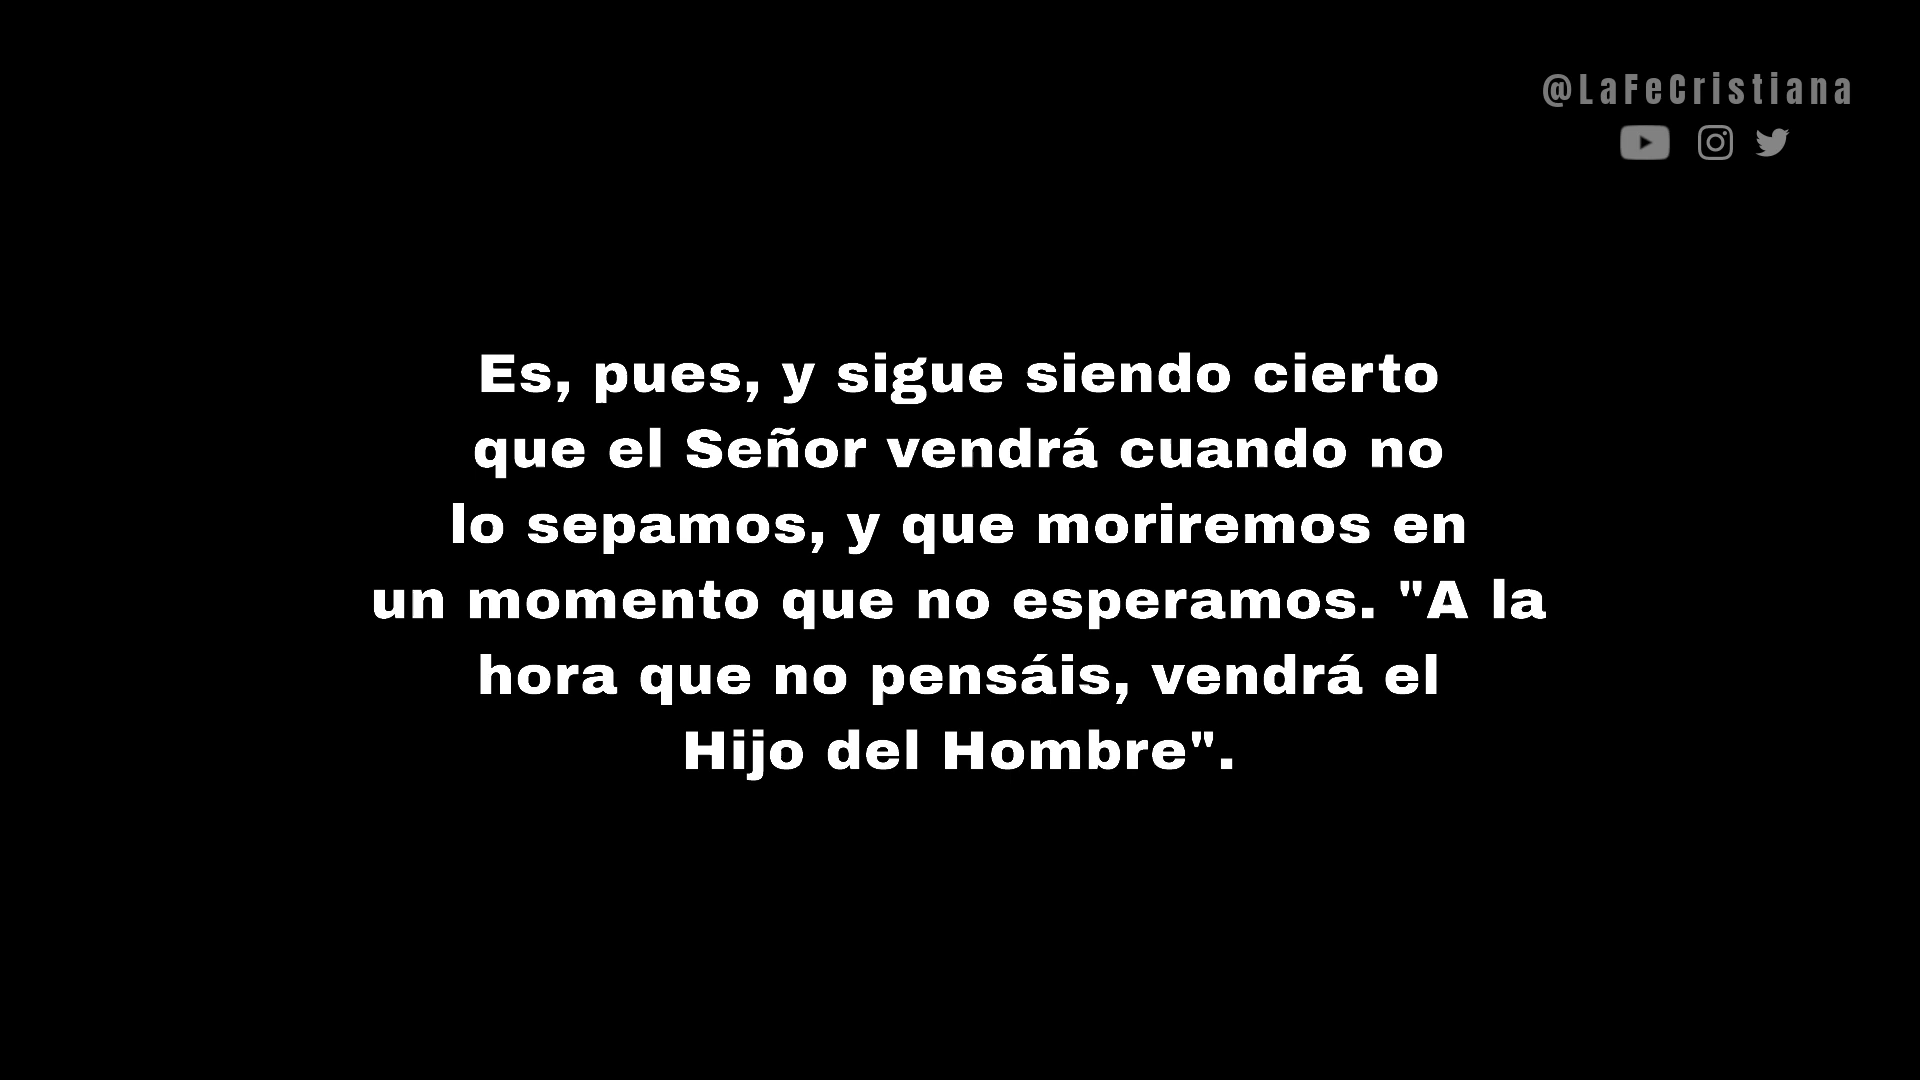 @LaFeCristiana
Es, pues, y sigue siendo cierto
que el Señor vendrá cuando no
lo sepamos, y que moriremos en
un momento que no esperamos. "A la
hora que no pensáis, vendrá el
Hijo del Hombre".